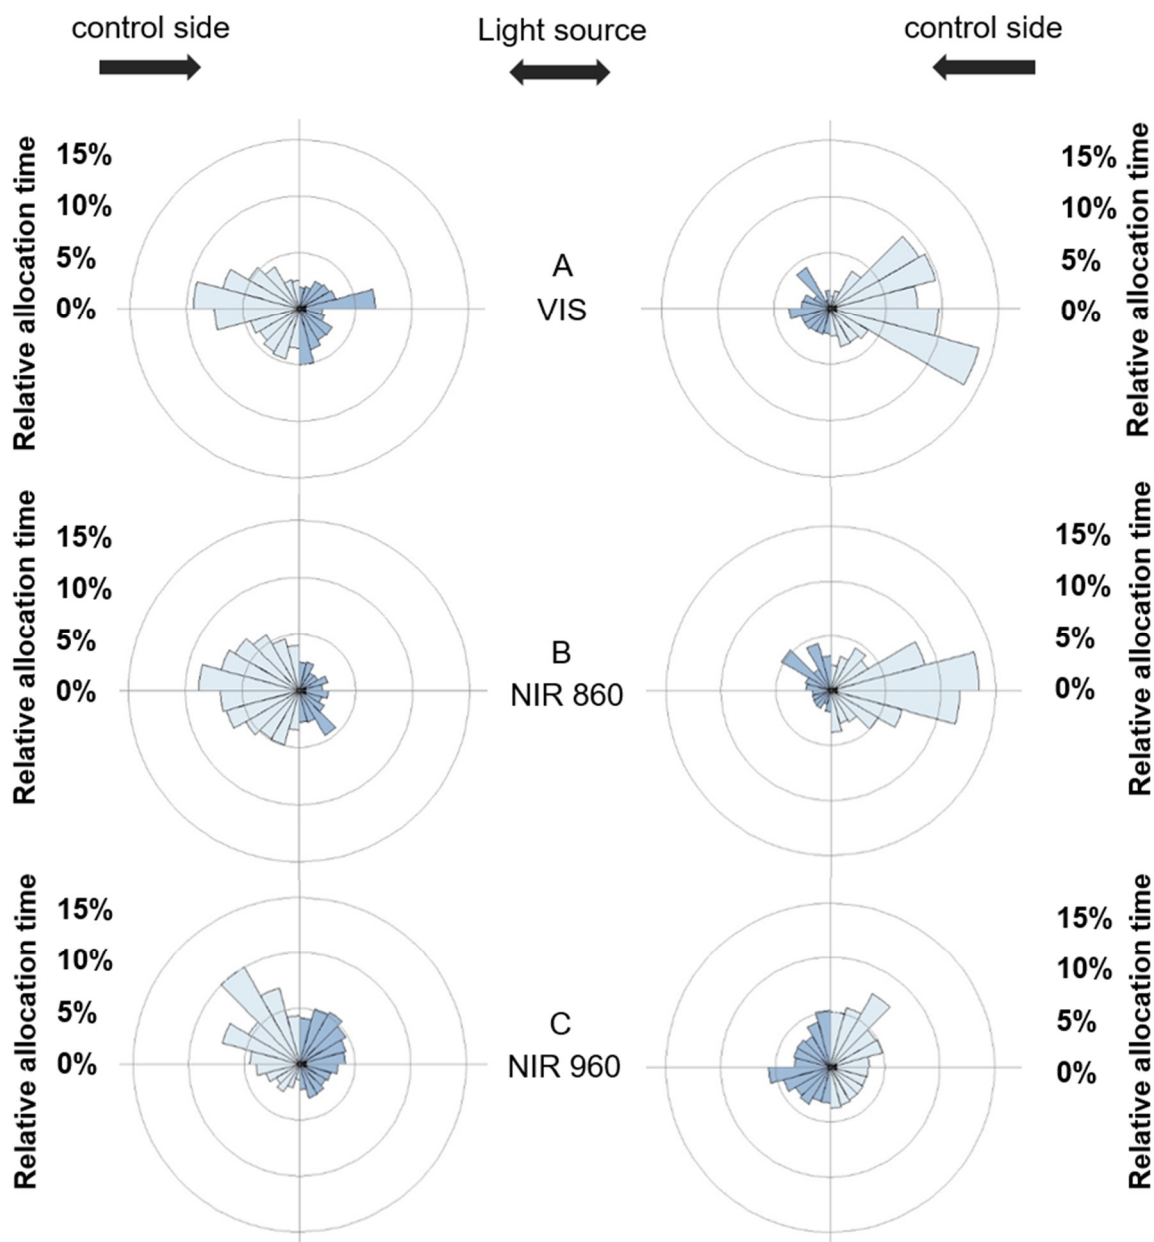 control side
Light source
control side
Relative allocation time
15%
10%
5%
0%
A
VIS
15%
10%
5%
0%
Relative allocation time
Relative allocation time
15%
10%
5%
0%
B
NIR 860
15%
10%
5%
0%
Relative allocation time
Relative allocation time
15%
10%
5%
0%
C
NIR 960
15%
10%
5%
0%
Relative allocation time